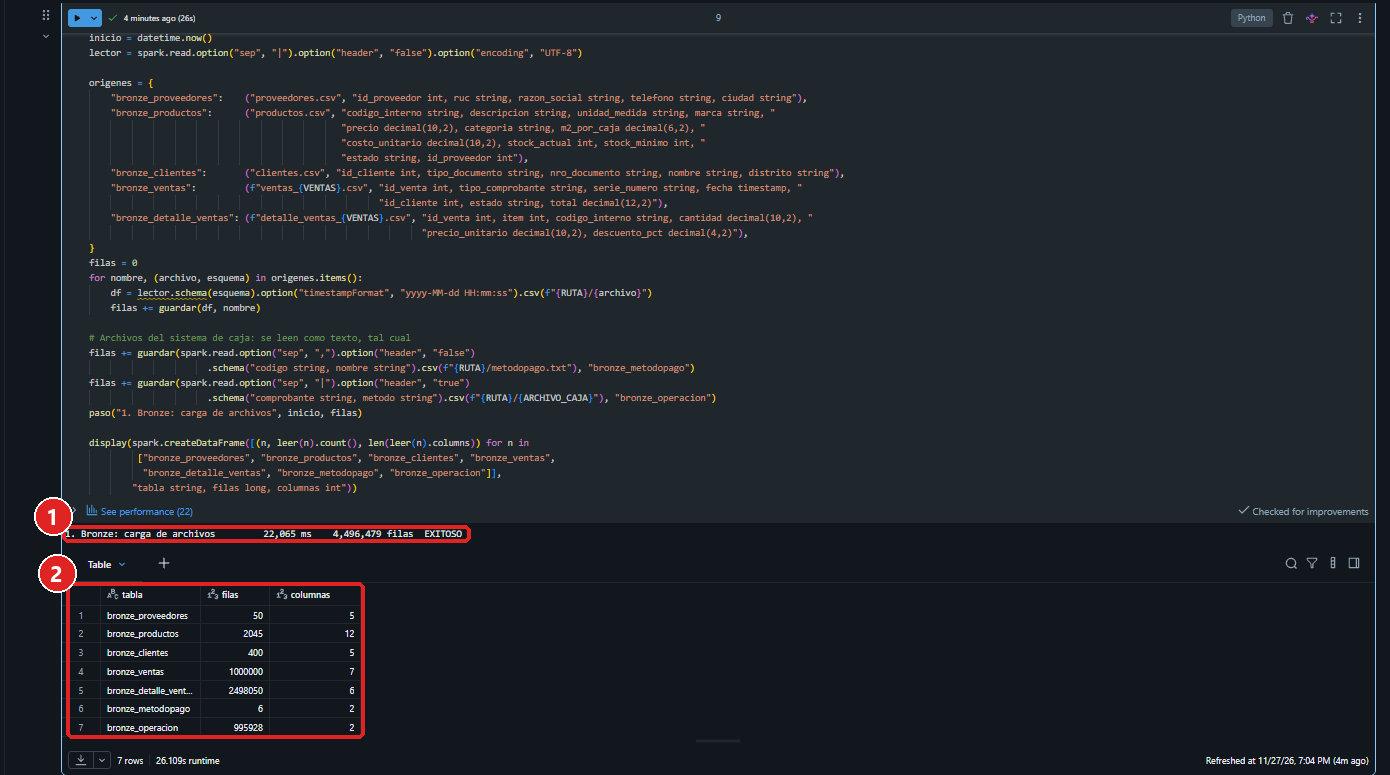 4 minutes ago (26s)
9
Python
inicio = datetime.now()
lector = spark.read.option("sep", "|").option("header", "false").option("encoding", "UTF-8")
origenes = {
"bronze_proveedores": ("proveedores.csv", "id_proveedor int, ruc string, razon_social string, telefono string, ciudad string"),
"bronze_productos": ("productos.csv", "codigo_interno string, descripcion string, unidad_medida string, marca string, "
"precio decimal(10,2), categoria string, m2_por_caja decimal(6,2), "
"costo_unitario decimal(10,2), stock_actual int, stock_minimo int, "
"estado string, id_proveedor int"),
"bronze_clientes": ("clientes.csv", "id_cliente int, tipo_documento string, nro_documento string, nombre string, distrito string"),
"bronze_ventas": (f"ventas_{VENTAS}.csv", "id_venta int, tipo_comprobante string, serie_numero string, fecha timestamp, "
"id_cliente int, estado string, total decimal(12,2)"),
"bronze_detalle_ventas": (f"detalle_ventas_{VENTAS}.csv", "id_venta int, item int, codigo_interno string, cantidad decimal(10,2), "
"precio_unitario decimal(10,2), descuento_pct decimal(4,2)"),
}
filas = 0
for nombre, (archivo, esquema) in origenes.items():
df = lector.schema(esquema).option("timestampFormat", "yyyy-MM-dd HH:mm:ss").csv(f"{RUTA}/{archivo}")
filas += guardar(df, nombre)
# Archivos del sistema de caja: se leen como texto, tal cual
filas += guardar(spark.read.option("sep", ",").option("header", "false")
.schema("codigo string, nombre string").csv(f"{RUTA}/metodopago.txt"), "bronze_metodopago")
filas += guardar(spark.read.option("sep", "|").option("header", "true")
.schema("comprobante string, metodo string").csv(f"{RUTA}/{ARCHIVO_CAJA}"), "bronze_operacion")
paso("1. Bronze: carga de archivos", inicio, filas)
display(spark.createDataFrame([(n, leer(n).count(), len(leer(n).columns)) for n in
["bronze_proveedores", "bronze_productos", "bronze_clientes", "bronze_ventas",
"bronze_detalle_ventas", "bronze_metodopago", "bronze_operacion"]],
"tabla string, filas long, columnas int"))
See performance (22)
Checked for improvements
1
1. Bronze: carga de archivos 22,065 ms 4,496,479 filas EXITOSO
2
Table
tabla filas columnas
1 bronze_proveedores 50 5
2 bronze_productos 2045 12
3 bronze_clientes 400 5
4 bronze_ventas 1000000 7
5 bronze_detalle_vent... 2498050 6
6 bronze_metodopago 6 2
7 bronze_operacion 995928 2
7 rows 26.109s runtime
Refreshed at 11/27/26, 7:04 PM (4m ago)